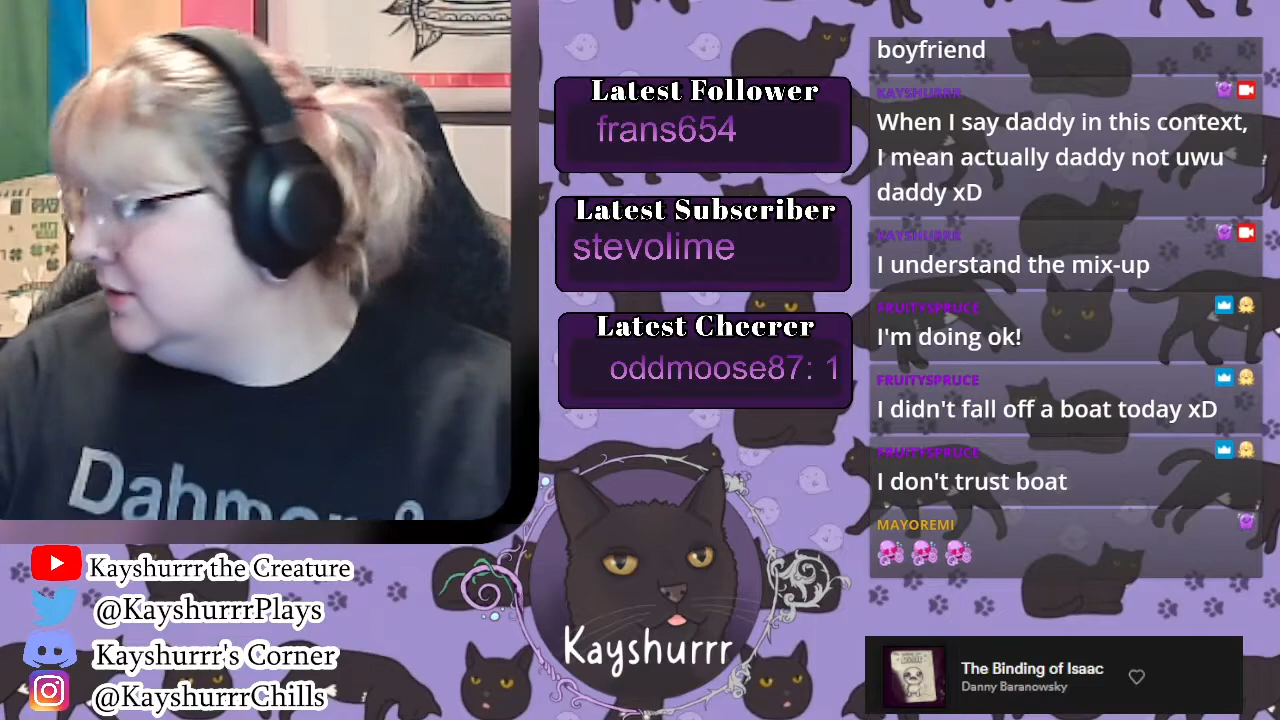 Dahmer &
Latest Follower
frans654
Latest Subscriber
stevolime
Latest Cheerer
oddmoose87: 1
Kayshurrr
Kayshurrr the Creature
@KayshurrrPlays
Kayshurrr's Corner
@KayshurrrChills
boyfriend
KAYSHURRR
When I say daddy in this context,
I mean actually daddy not uwu
daddy xD
KAYSHURRR
I understand the mix-up
FRUITYSPRUCE
I'm doing ok!
FRUITYSPRUCE
I didn't fall off a boat today xD
FRUITYSPRUCE
I don't trust boat
MAYOREMI
The Binding of Isaac
Danny Baranowsky